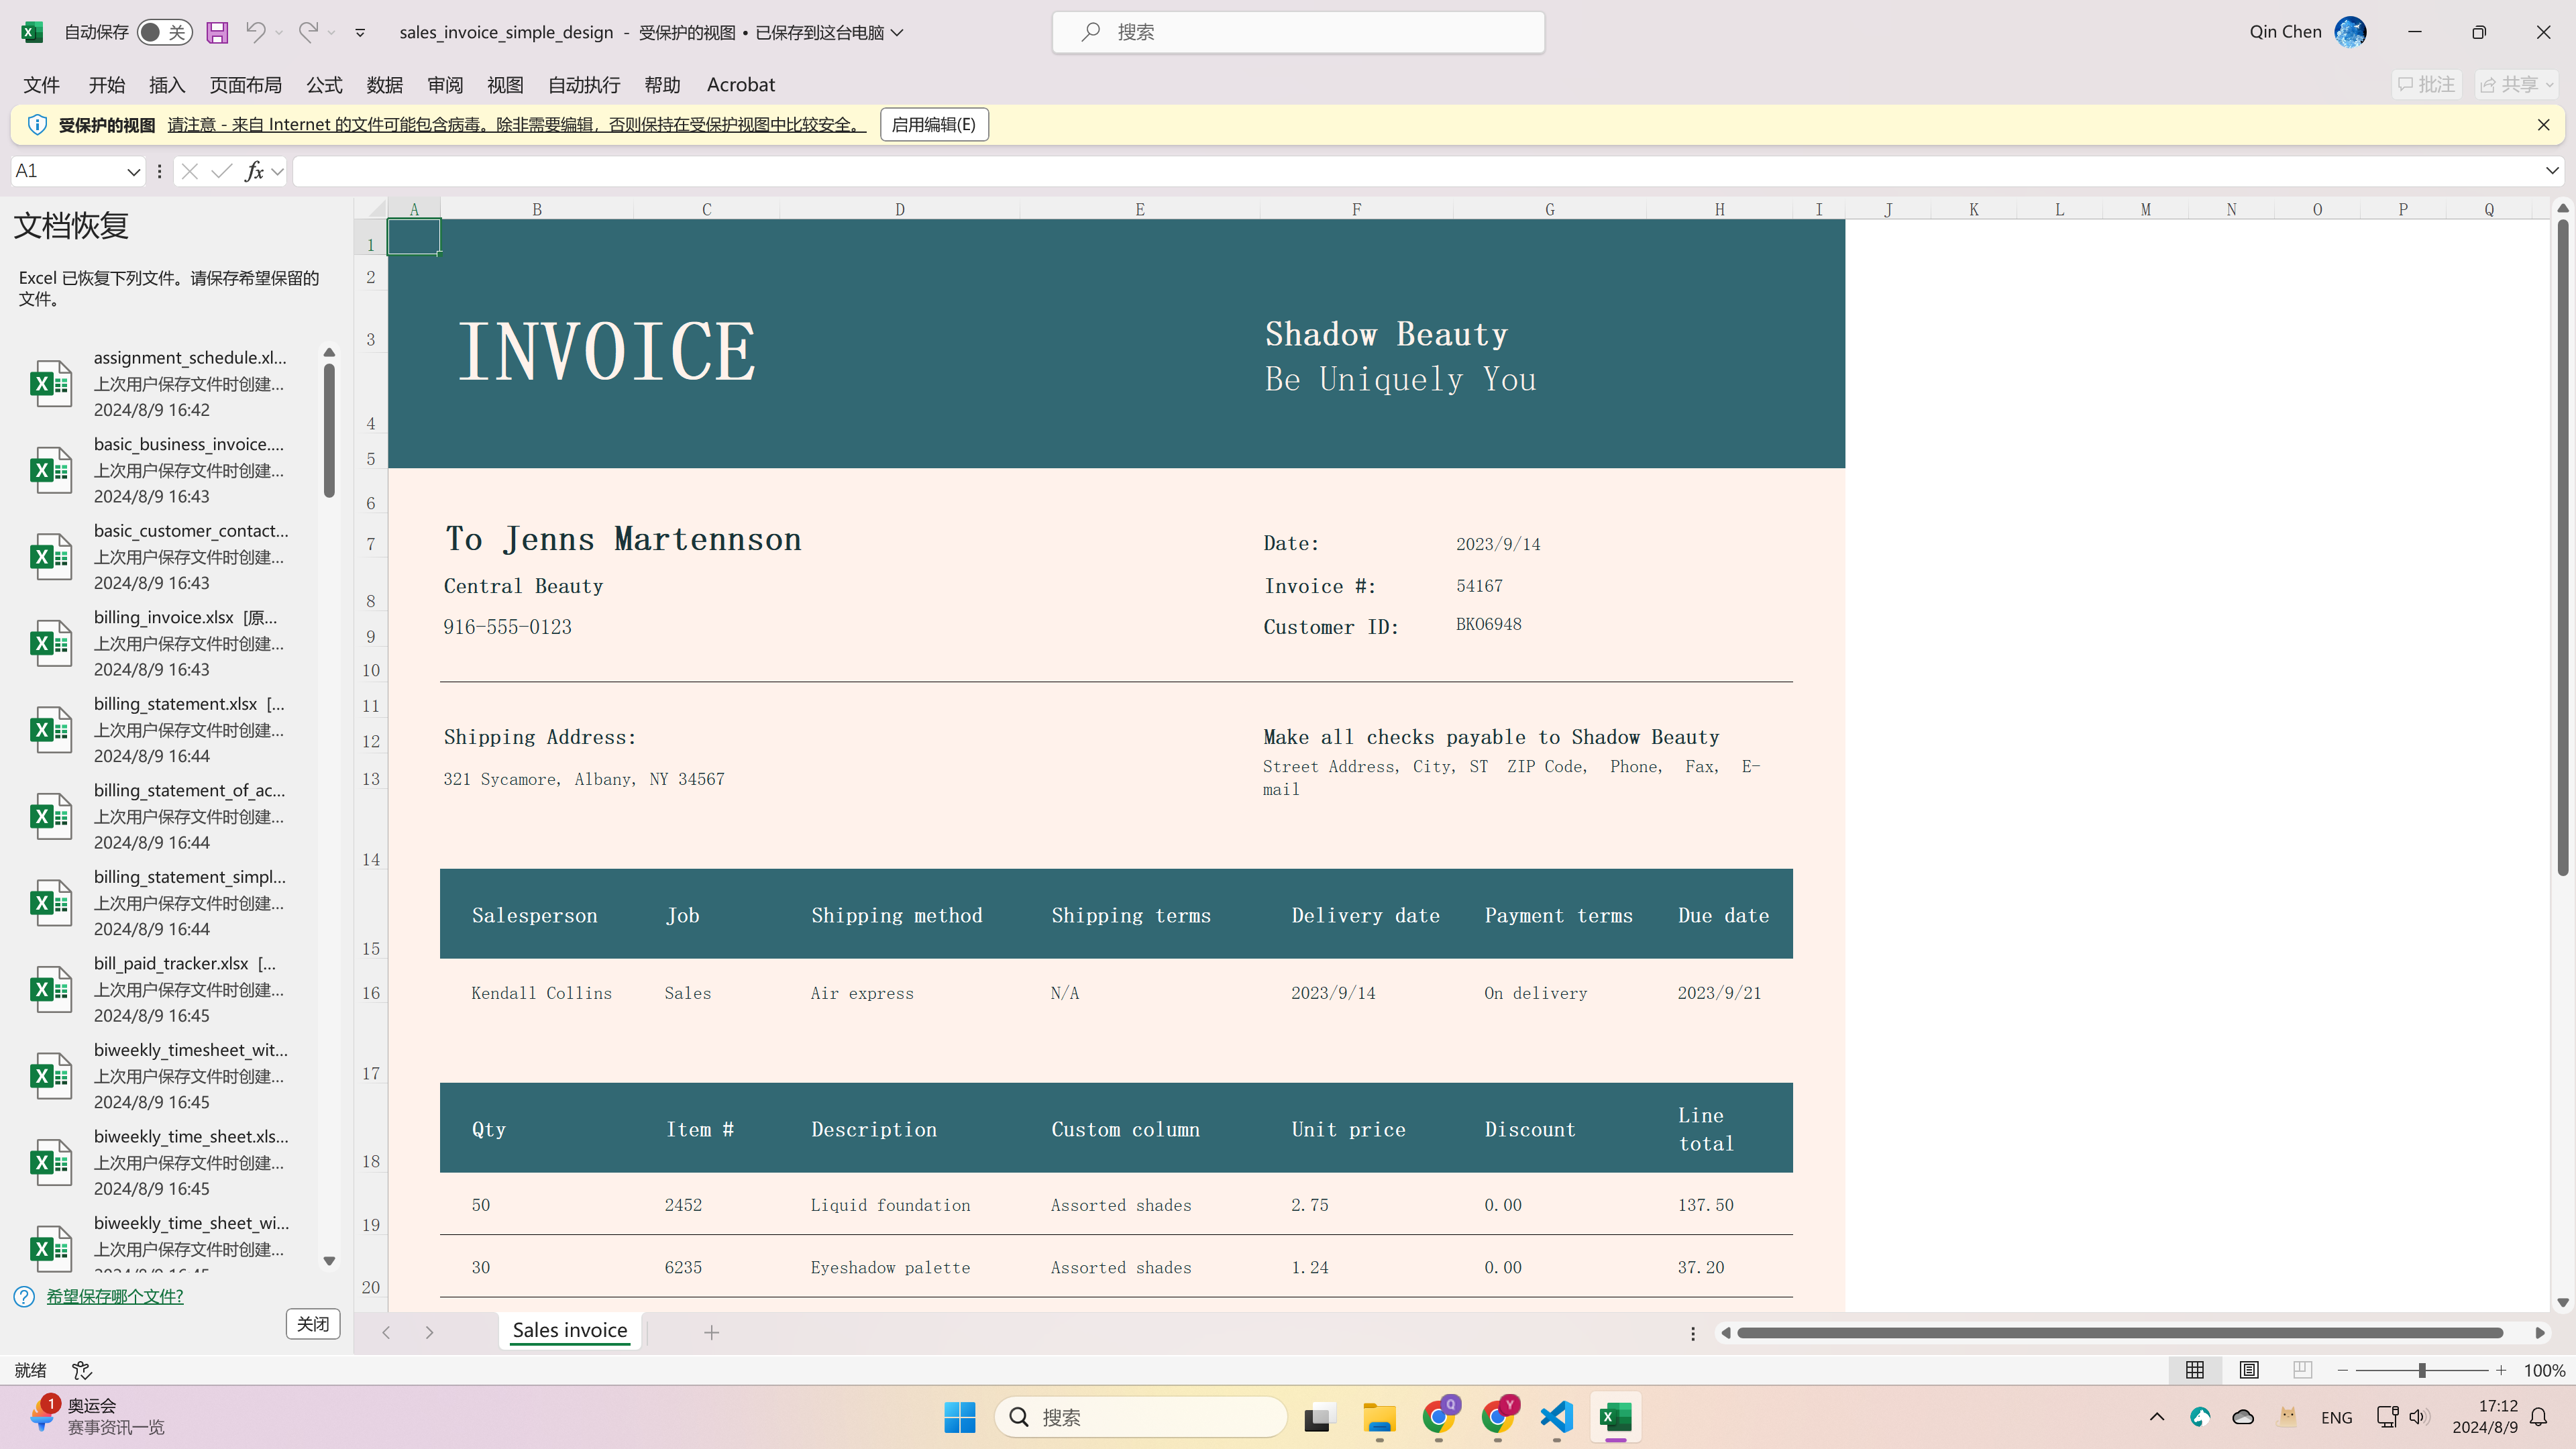 自动保存 关 sales_invoice_simple_design - 受保护的视图 • 已保存到这台电脑 搜索 Qin Chen
文件 开始 插入 页面布局 公式 数据 审阅 视图 自动执行 帮助 Acrobat 批注 共享
受保护的视图 请注意 - 来自 Internet 的文件可能包含病毒。除非需要编辑，否则保持在受保护视图中比较安全。 启用编辑(E)
A1 fx
文档恢复
Excel 已恢复下列文件。请保存希望保留的
文件。
assignment_schedule.xl...
上次用户保存文件时创建...
2024/8/9 16:42
basic_business_invoice....
上次用户保存文件时创建...
2024/8/9 16:43
basic_customer_contact...
上次用户保存文件时创建...
2024/8/9 16:43
billing_invoice.xlsx [原...
上次用户保存文件时创建...
2024/8/9 16:43
billing_statement.xlsx [...
上次用户保存文件时创建...
2024/8/9 16:44
billing_statement_of_ac...
上次用户保存文件时创建...
2024/8/9 16:44
billing_statement_simpl...
上次用户保存文件时创建...
2024/8/9 16:44
bill_paid_tracker.xlsx [...
上次用户保存文件时创建...
2024/8/9 16:45
biweekly_timesheet_wit...
上次用户保存文件时创建...
2024/8/9 16:45
biweekly_time_sheet.xls...
上次用户保存文件时创建...
2024/8/9 16:45
biweekly_time_sheet_wi...
上次用户保存文件时创建...
希望保存哪个文件?
关闭
A B C D E F G H I J K L M N O P Q
1
2
3
4
5
6
7
8
9
10
11
12
13
14
15
16
17
18
19
20
INVOICE
Shadow Beauty
Be Uniquely You
To Jenns Martennson
Date: 2023/9/14
Central Beauty
Invoice #: 54167
916-555-0123
Customer ID: BKO6948
Shipping Address:
Make all checks payable to Shadow Beauty
321 Sycamore, Albany, NY 34567
Street Address, City, ST ZIP Code, Phone, Fax, E-
mail
Salesperson Job Shipping method Shipping terms Delivery date Payment terms Due date
Kendall Collins Sales Air express N/A 2023/9/14 On delivery 2023/9/21
Qty Item # Description Custom column Unit price Discount Line
total
50 2452 Liquid foundation Assorted shades 2.75 0.00 137.50
30 6235 Eyeshadow palette Assorted shades 1.24 0.00 37.20
Sales invoice
就绪 100%
1 奥运会
赛事资讯一览
搜索
Q
Y
ENG
17:12
2024/8/9